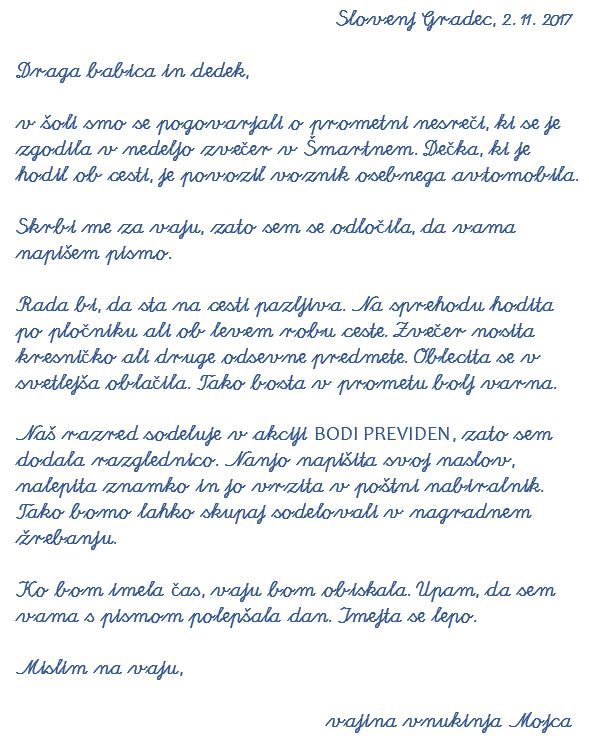 Slovenj Gradec, 2. 11. 2017
Draga babica in dedek,
v šoli smo se pogovarjali o prometni nesreči, ki se je
zgodila v nedeljo zvečer v Šmartnem. Dečka, ki je
hodil ob cesti, je povozil voznik osebnega avtomobila.
Skrbi me za vaju, zato sem se odločila, da vama
napišem pismo.
Rada bi, da sta na cesti pazljiva. Na sprehodu hodita
po pločniku ali ob levem robu ceste. Zvečer nosita
kresničko ali druge odsevne predmete. Oblecita se v
svetlejša oblačila. Tako bosta v prometu bolj varna.
Naš razred sodeluje v akciji BODI PREVIDEN, zato sem
dodala razglednico. Nanjo napišita svoj naslov,
nalepita znamko in jo vrzita v poštni nabiralnik.
Tako bomo lahko skupaj sodelovali v nagradnem
žrebanju.
Ko bom imela čas, vaju bom obiskala. Upam, da sem
vama s pismom polepšala dan. Imejta se lepo.
Mislim na vaju,
vajina vnukinja Mojca